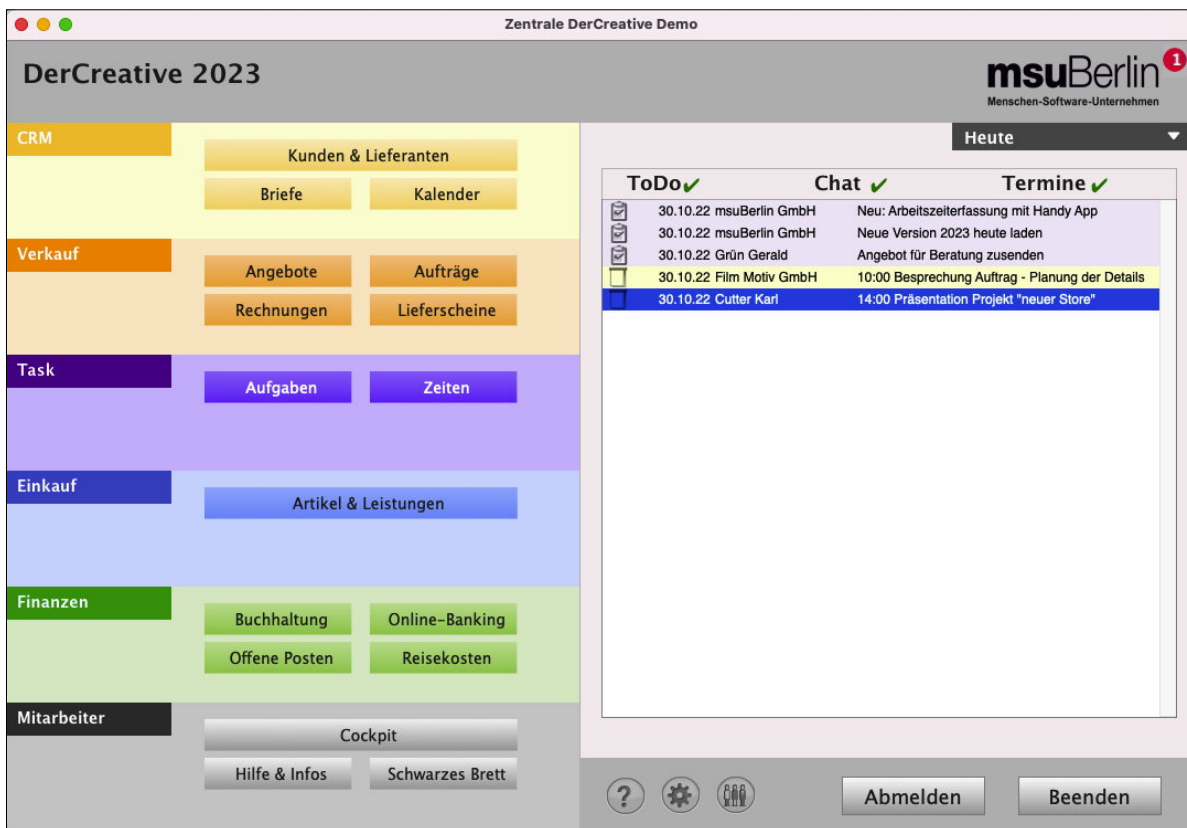 Zentrale DerCreative Demo
DerCreative 2023
msuBerlin 1
Menschen-Software-Unternehmen
CRM
Kunden & Lieferanten
Briefe Kalender
Verkauf
Angebote Aufträge
Rechnungen Lieferscheine
Task
Aufgaben Zeiten
Einkauf
Artikel & Leistungen
Finanzen
Buchhaltung Online-Banking
Offene Posten Reisekosten
Mitarbeiter
Cockpit
Hilfe & Infos Schwarzes Brett
Heute
ToDo✔ Chat ✔ Termine ✔
30.10.22 msuBerlin GmbH Neu: Arbeitszeiterfassung mit Handy App
30.10.22 msuBerlin GmbH Neue Version 2023 heute laden
30.10.22 Grün Gerald Angebot für Beratung zusenden
30.10.22 Film Motiv GmbH 10:00 Besprechung Auftrag - Planung der Details
30.10.22 Cutter Karl 14:00 Präsentation Projekt "neuer Store"
? Abmelden Beenden